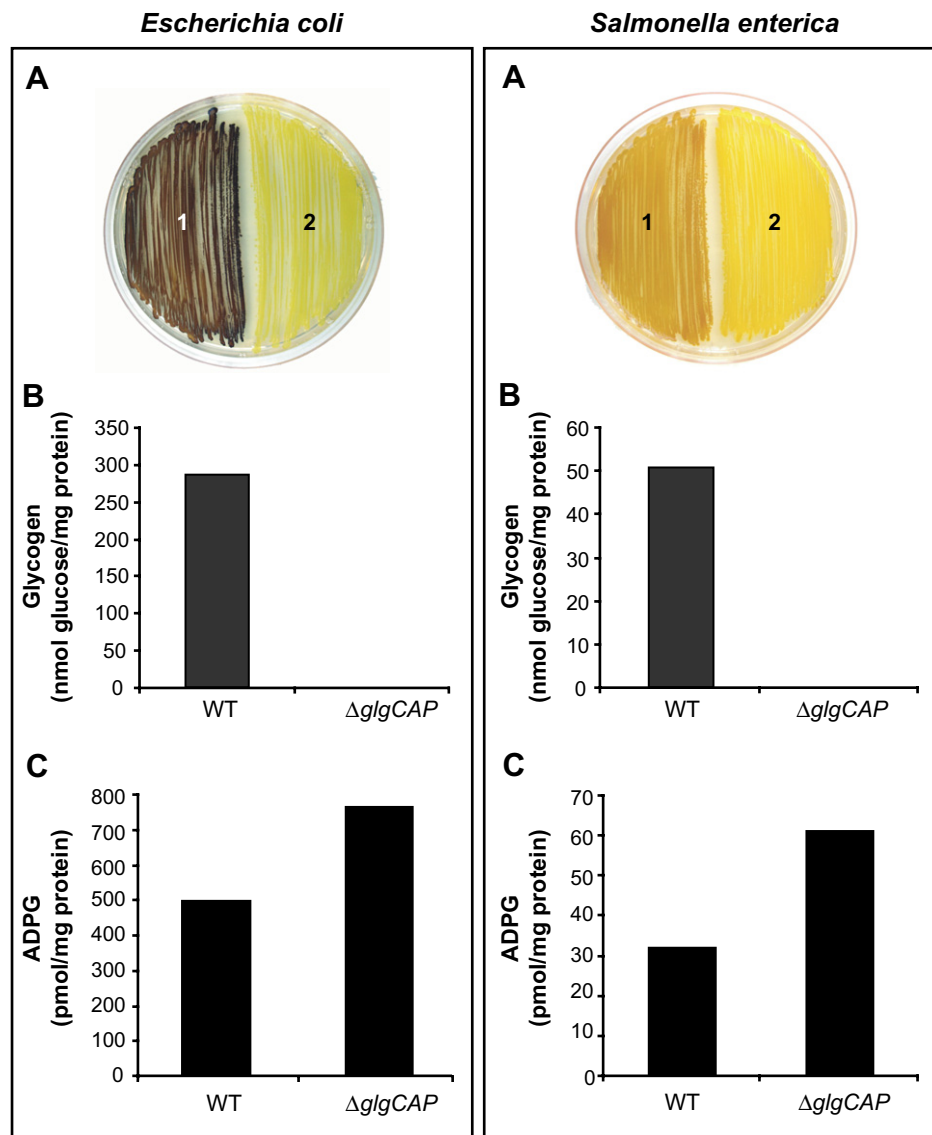 Escherichia coli
A
1 2
B
Glycogen
(nmol glucose/mg protein)
350
300
250
200
150
100
50
0
WT ΔglgCAP
C
ADPG
(pmol/mg protein)
800
700
600
500
400
300
200
100
0
WT ΔglgCAP
Salmonella enterica
A
1 2
B
Glycogen
(nmol glucose/mg protein)
60
50
40
30
20
10
0
WT ΔglgCAP
C
ADPG
(pmol/mg protein)
70
60
50
40
30
20
10
0
WT ΔglgCAP